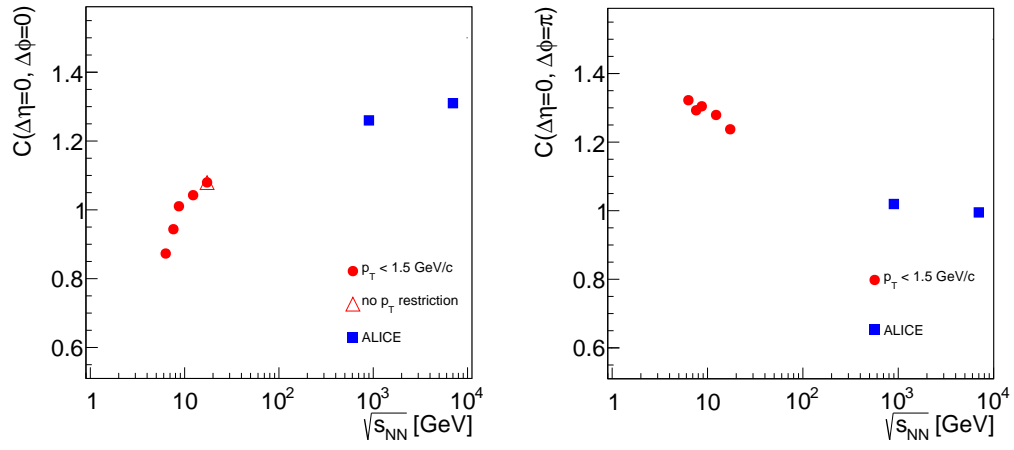 C(Δη=0, Δϕ=0)
1.4
1.2
1
0.8
0.6
p_T < 1.5 GeV/c
no p_T restriction
ALICE
1 10 10^2 10^3 10^4
√s_NN [GeV]
C(Δη=0, Δϕ=π)
1.4
1.2
1
0.8
0.6
p_T < 1.5 GeV/c
ALICE
1 10 10^2 10^3 10^4
√s_NN [GeV]